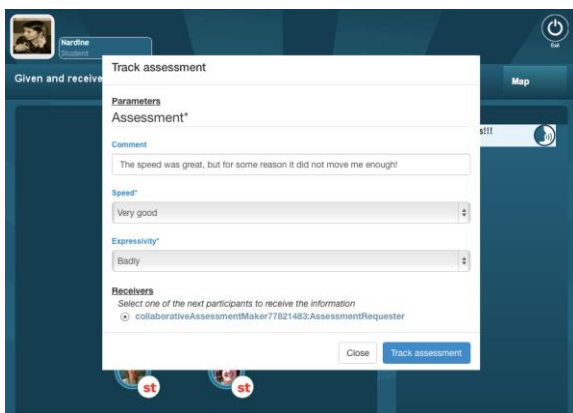 Nardine
Student
Exit
Given and receive
Map
Track assessment
Parameters
Assessment*
s!!!
Comment
The speed was great, but for some reason it did not move me enough!
Speed*
Very good
Expressivity*
Badly
Receivers
Select one of the next participants to receive the information
collaborativeAssessmentMaker77821483:AssessmentRequester
Close
Track assessment
st
st